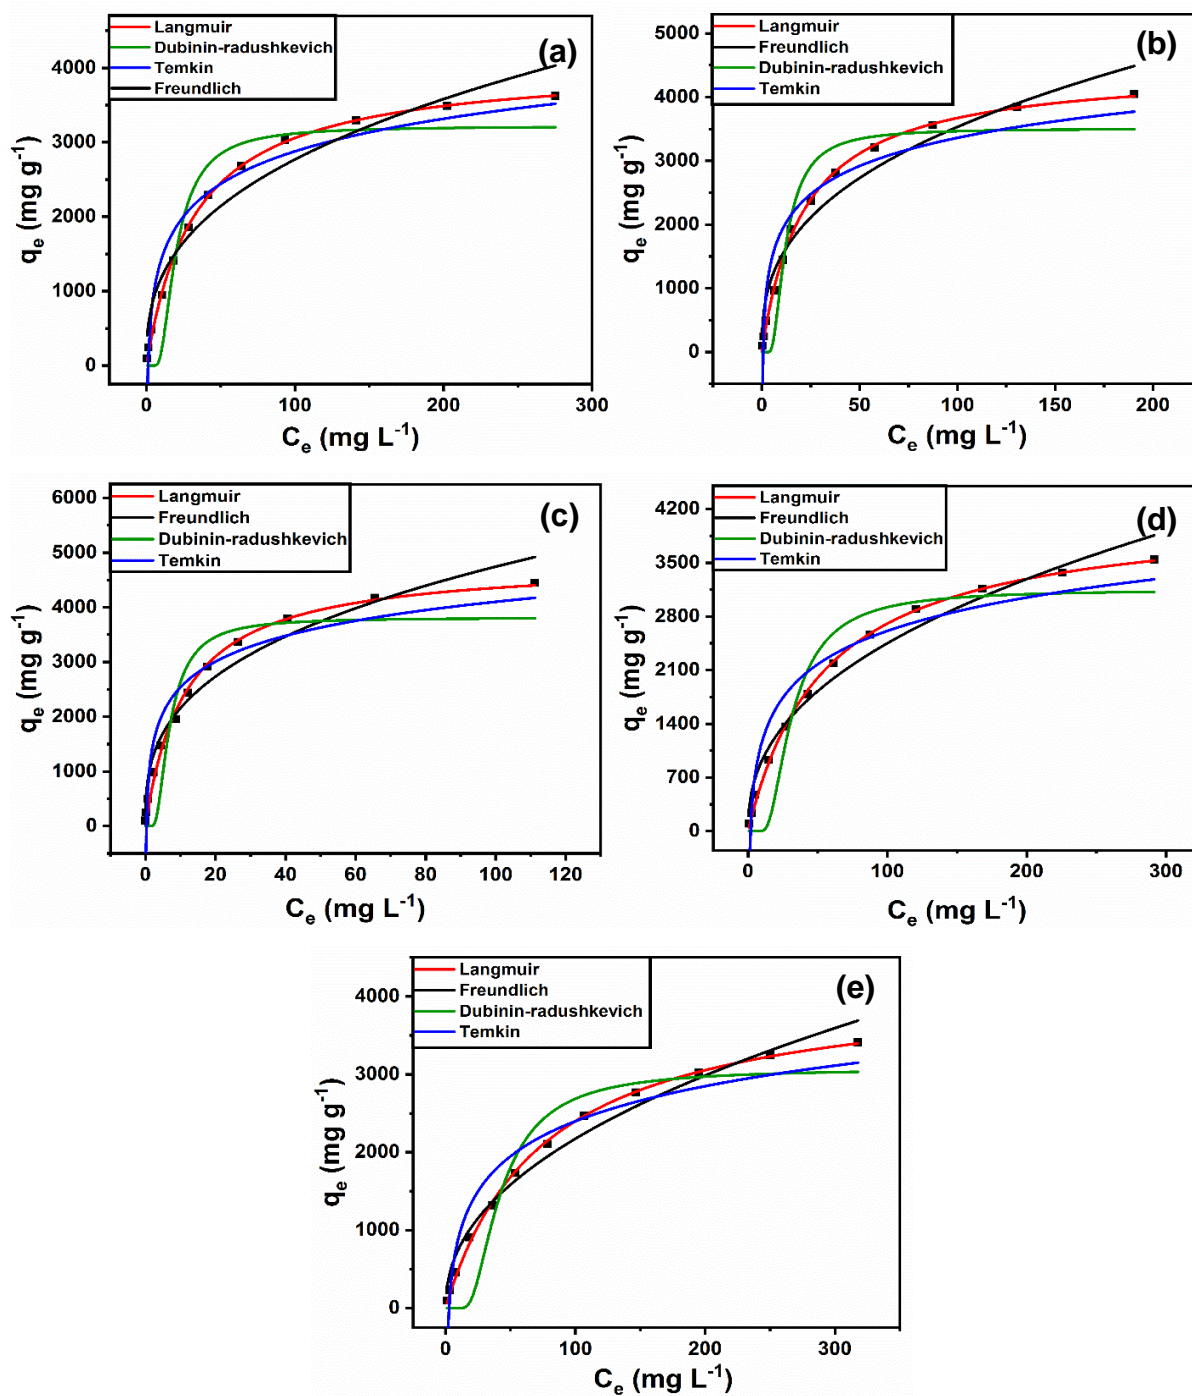 Langmuir
Dubinin-radushkevich
Temkin
Freundlich
(a)
4000
3000
2000
1000
0
qe (mg g-1)
0 100 200 300
Ce (mg L-1)
Langmuir
Freundlich
Dubinin-radushkevich
Temkin
(b)
5000
4000
3000
2000
1000
0
qe (mg g-1)
0 50 100 150 200
Ce (mg L-1)
Langmuir
Freundlich
Dubinin-radushkevich
Temkin
(c)
6000
5000
4000
3000
2000
1000
0
qe (mg g-1)
0 20 40 60 80 100 120
Ce (mg L-1)
Langmuir
Freundlich
Dubinin-radushkevich
Temkin
(d)
4200
3500
2800
2100
1400
700
0
qe (mg g-1)
0 100 200 300
Ce (mg L-1)
Langmuir
Freundlich
Dubinin-radushkevich
Temkin
(e)
4000
3000
2000
1000
0
qe (mg g-1)
0 100 200 300
Ce (mg L-1)